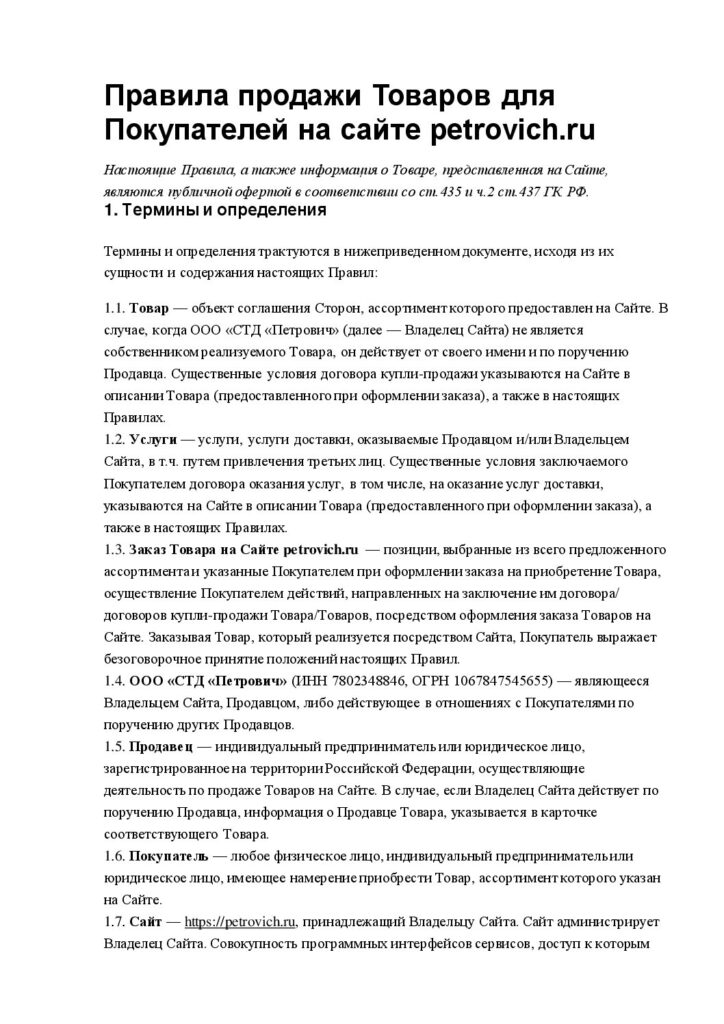 Правила продажи Товаров для
Покупателей на сайте petrovich.ru
Настоящие Правила, а также информация о Товаре, представленная на Сайте,
являются публичной офертой в соответствии со ст.435 и ч.2 ст.437 ГК РФ.
1. Термины и определения
Термины и определения трактуются в нижеприведенном документе, исходя из их
сущности и содержания настоящих Правил:
1.1. Товар — объект соглашения Сторон, ассортимент которого предоставлен на Сайте. В
случае, когда ООО «СТД «Петрович» (далее — Владелец Сайта) не является
собственником реализуемого Товара, он действует от своего имени и по поручению
Продавца. Существенные условия договора купли-продажи указываются на Сайте в
описании Товара (предоставленного при оформлении заказа), а также в настоящих
Правилах.
1.2. Услуги — услуги, услуги доставки, оказываемые Продавцом и/или Владельцем
Сайта, в т.ч. путем привлечения третьих лиц. Существенные условия заключаемого
Покупателем договора оказания услуг, в том числе, на оказание услуг доставки,
указываются на Сайте в описании Товара (предоставленного при оформлении заказа), а
также в настоящих Правилах.
1.3. Заказ Товара на Сайте petrovich.ru — позиции, выбранные из всего предложенного
ассортимента и указанные Покупателем при оформлении заказа на приобретение Товара,
осуществление Покупателем действий, направленных на заключение им договора/
договоров купли-продажи Товара/Товаров, посредством оформления заказа Товаров на
Сайте. Заказывая Товар, который реализуется посредством Сайта, Покупатель выражает
безоговорочное принятие положений настоящих Правил.
1.4. ООО «СТД «Петрович» (ИНН 7802348846, ОГРН 1067847545655) — являющееся
Владельцем Сайта, Продавцом, либо действующее в отношениях с Покупателями по
поручению других Продавцов.
1.5. Продавец — индивидуальный предприниматель или юридическое лицо,
зарегистрированное на территории Российской Федерации, осуществляющие
деятельность по продаже Товаров на Сайте. В случае, если Владелец Сайта действует по
поручению Продавца, информация о Продавце Товара, указывается в карточке
соответствующего Товара.
1.6. Покупатель — любое физическое лицо, индивидуальный предприниматель или
юридическое лицо, имеющее намерение приобрести Товар, ассортимент которого указан
на Сайте.
1.7. Сайт — https://petrovich.ru, принадлежащий Владельцу Сайта. Сайт администрирует
Владелец Сайта. Совокупность программных интерфейсов сервисов, доступ к которым